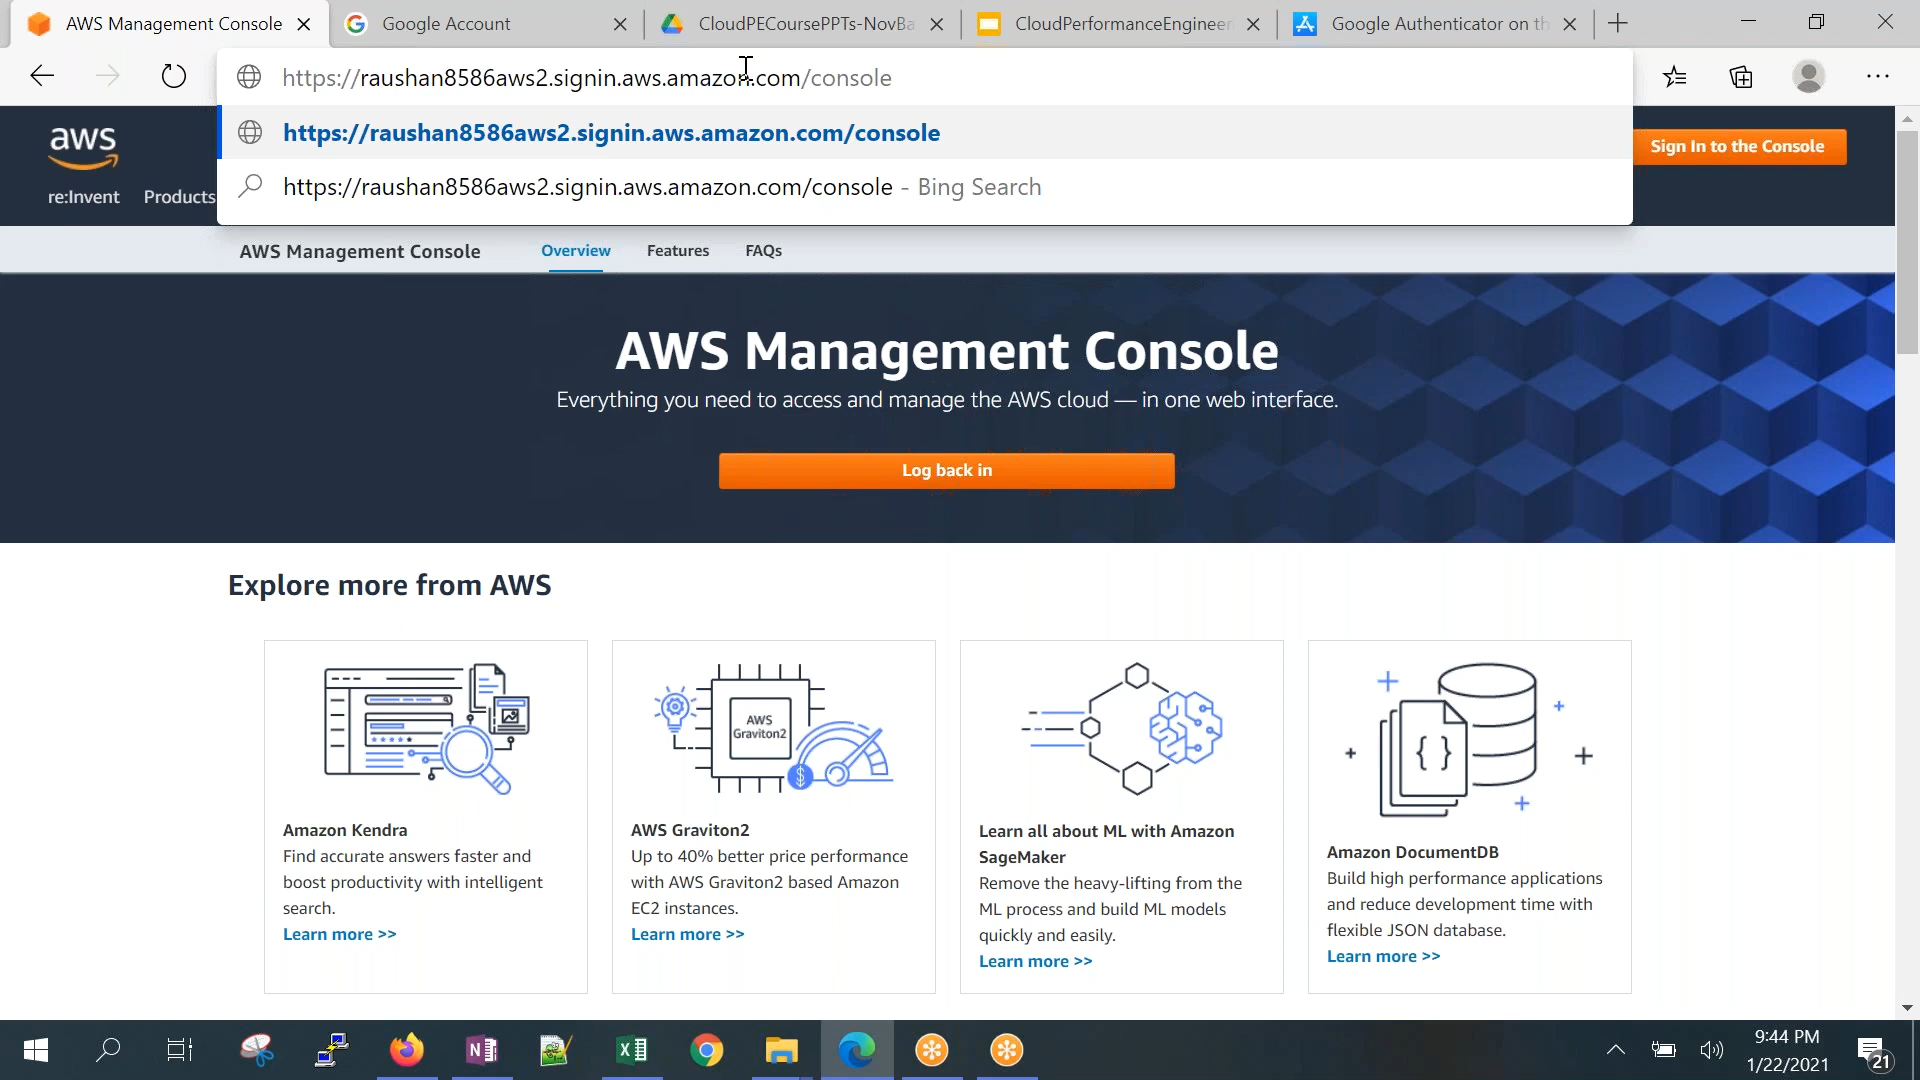 AWS Management Console
Google Account
CloudPECoursePPTs-NovBa
CloudPerformanceEngineer
Google Authenticator on th
https://raushan8586aws2.signin.aws.amazon.com/console
https://raushan8586aws2.signin.aws.amazon.com/console
https://raushan8586aws2.signin.aws.amazon.com/console - Bing Search
aws
Sign In to the Console
re:Invent Products
AWS Management Console Overview Features FAQs
AWS Management Console
Everything you need to access and manage the AWS cloud — in one web interface.
Log back in
Explore more from AWS
AWS
Graviton2
Amazon Kendra
Find accurate answers faster and
boost productivity with intelligent
search.
Learn more >>
AWS Graviton2
Up to 40% better price performance
with AWS Graviton2 based Amazon
EC2 instances.
Learn more >>
Learn all about ML with Amazon
SageMaker
Remove the heavy-lifting from the
ML process and build ML models
quickly and easily.
Learn more >>
Amazon DocumentDB
Build high performance applications
and reduce development time with
flexible JSON database.
Learn more >>
9:44 PM
1/22/2021
21